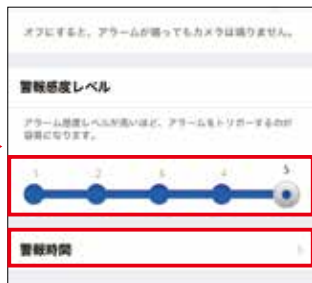 オフにすると、アラームが鳴ってもカメラは鳴りません。
警報感度レベル
アラーム感度レベルが高いほど、アラームをトリガーするのが
容易になります。
1 2 3 4 5
警報時間